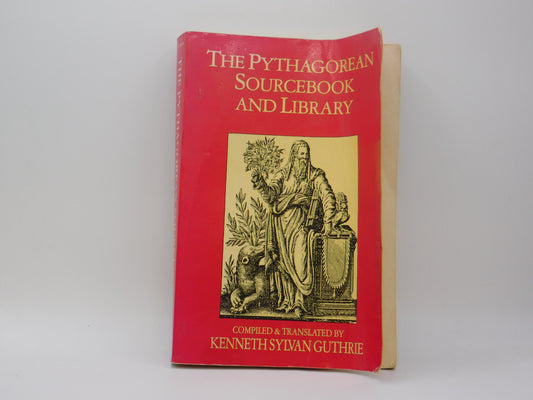 THE PYTHAGOREAN
SOURCEBOOK
AND LIBRARY
COMPILED & TRANSLATED BY
KENNETH SYLVAN GUTHRIE